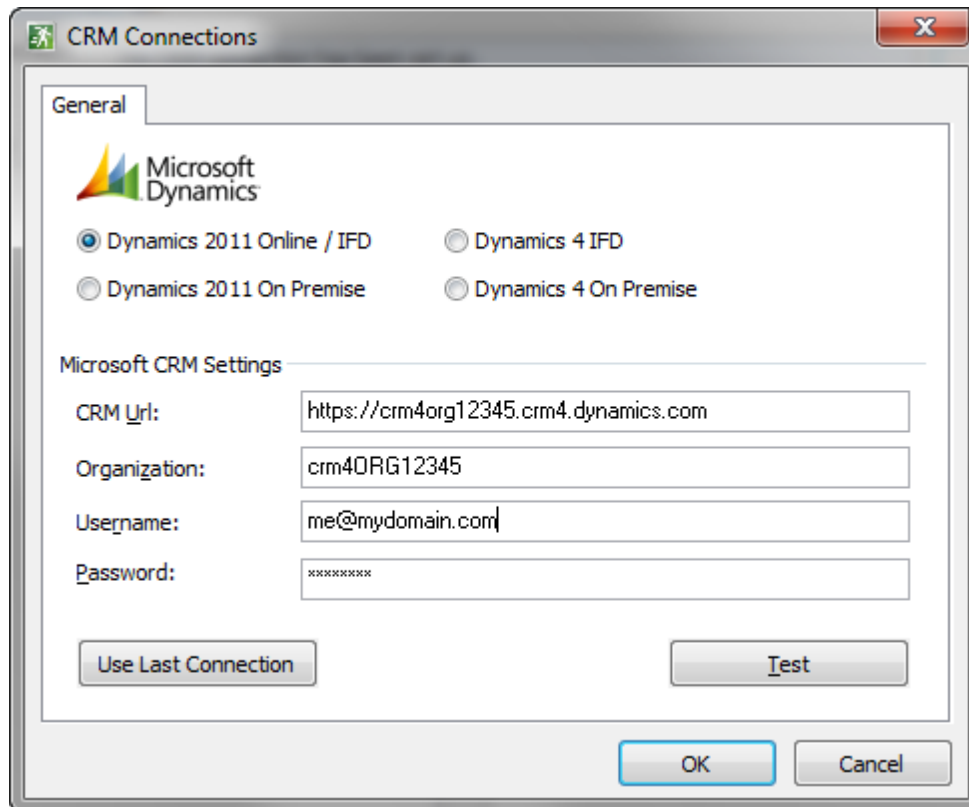 CRM Connections
General
Microsoft
Dynamics
Dynamics 2011 Online / IFD
Dynamics 4 IFD
Dynamics 2011 On Premise
Dynamics 4 On Premise
Microsoft CRM Settings
CRM Url:
https://crm4org12345.crm4.dynamics.com
Organization:
crm4ORG12345
Username:
me@mydomain.com
Password:
××××××××
Use Last Connection
Test
OK
Cancel